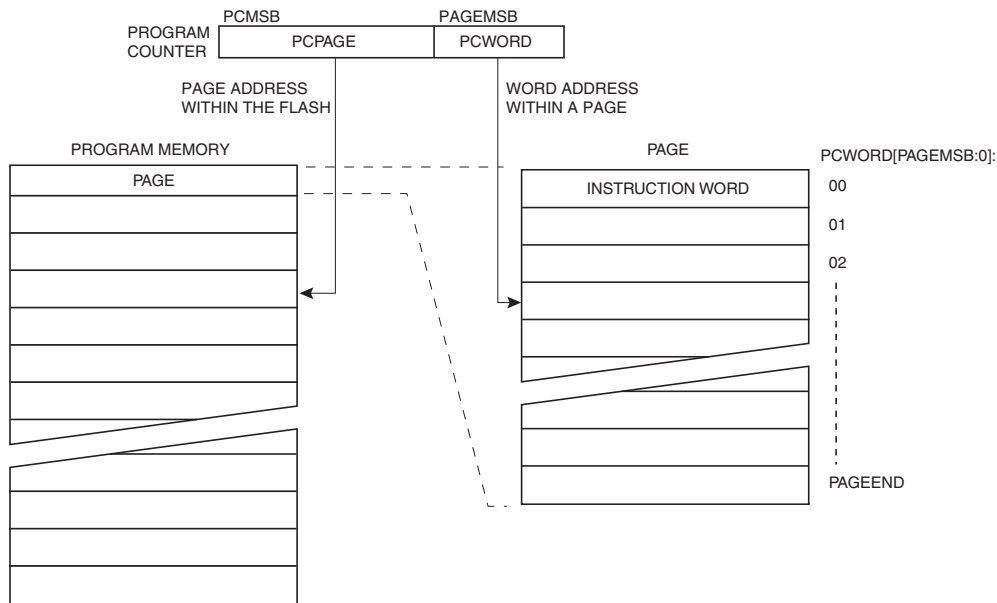 PCMSB
PAGEMSB
PROGRAM
COUNTER
PCPAGE
PCWORD
PAGE ADDRESS
WITHIN THE FLASH
WORD ADDRESS
WITHIN A PAGE
PROGRAM MEMORY
PAGE
PAGE
INSTRUCTION WORD
PCWORD[PAGEMSB:0]:
00
01
02
PAGEEND